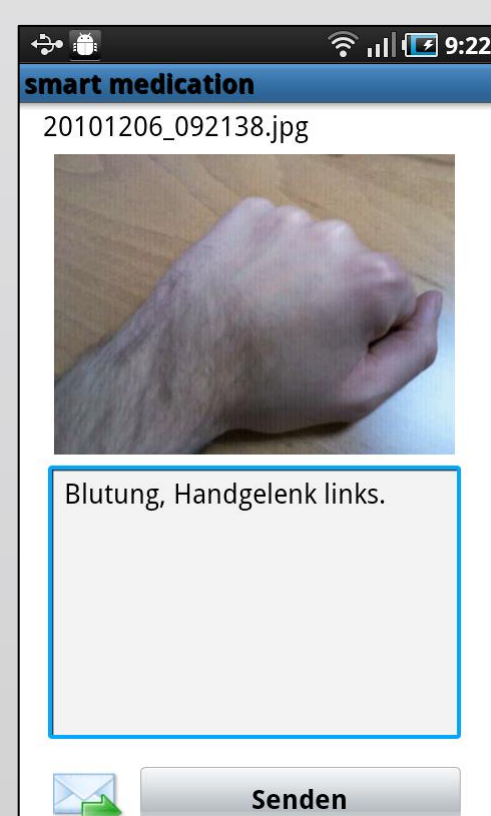 9:22
smart medication
20101206_092138.jpg
Blutung, Handgelenk links.
Senden